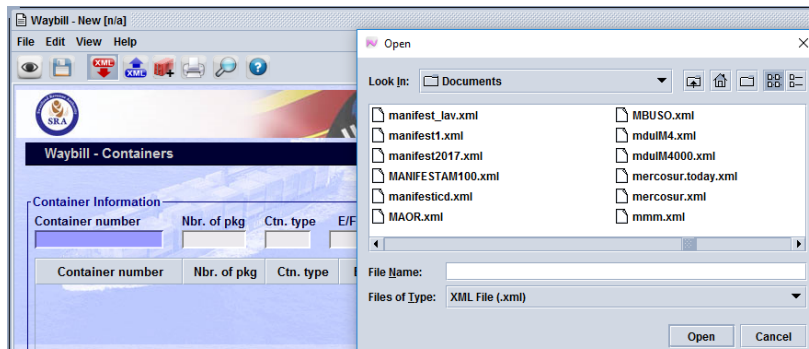 Waybill - New [n/a]
File Edit View Help
XML
XML
SRA
Waybill - Containers
Container Information
Container number Nbr. of pkg Ctn. type E/F
Container number Nbr. of pkg Ctn. type
Open
Look In: Documents
manifest_lav.xml MBUSO.xml
manifest1.xml mdulM4.xml
manifest2017.xml mdulM4000.xml
MANIFESTAM100.xml mercosur.today.xml
manifesticd.xml mercosur.xml
MAOR.xml mmm.xml
File Name:
Files of Type: XML File (.xml)
Open Cancel